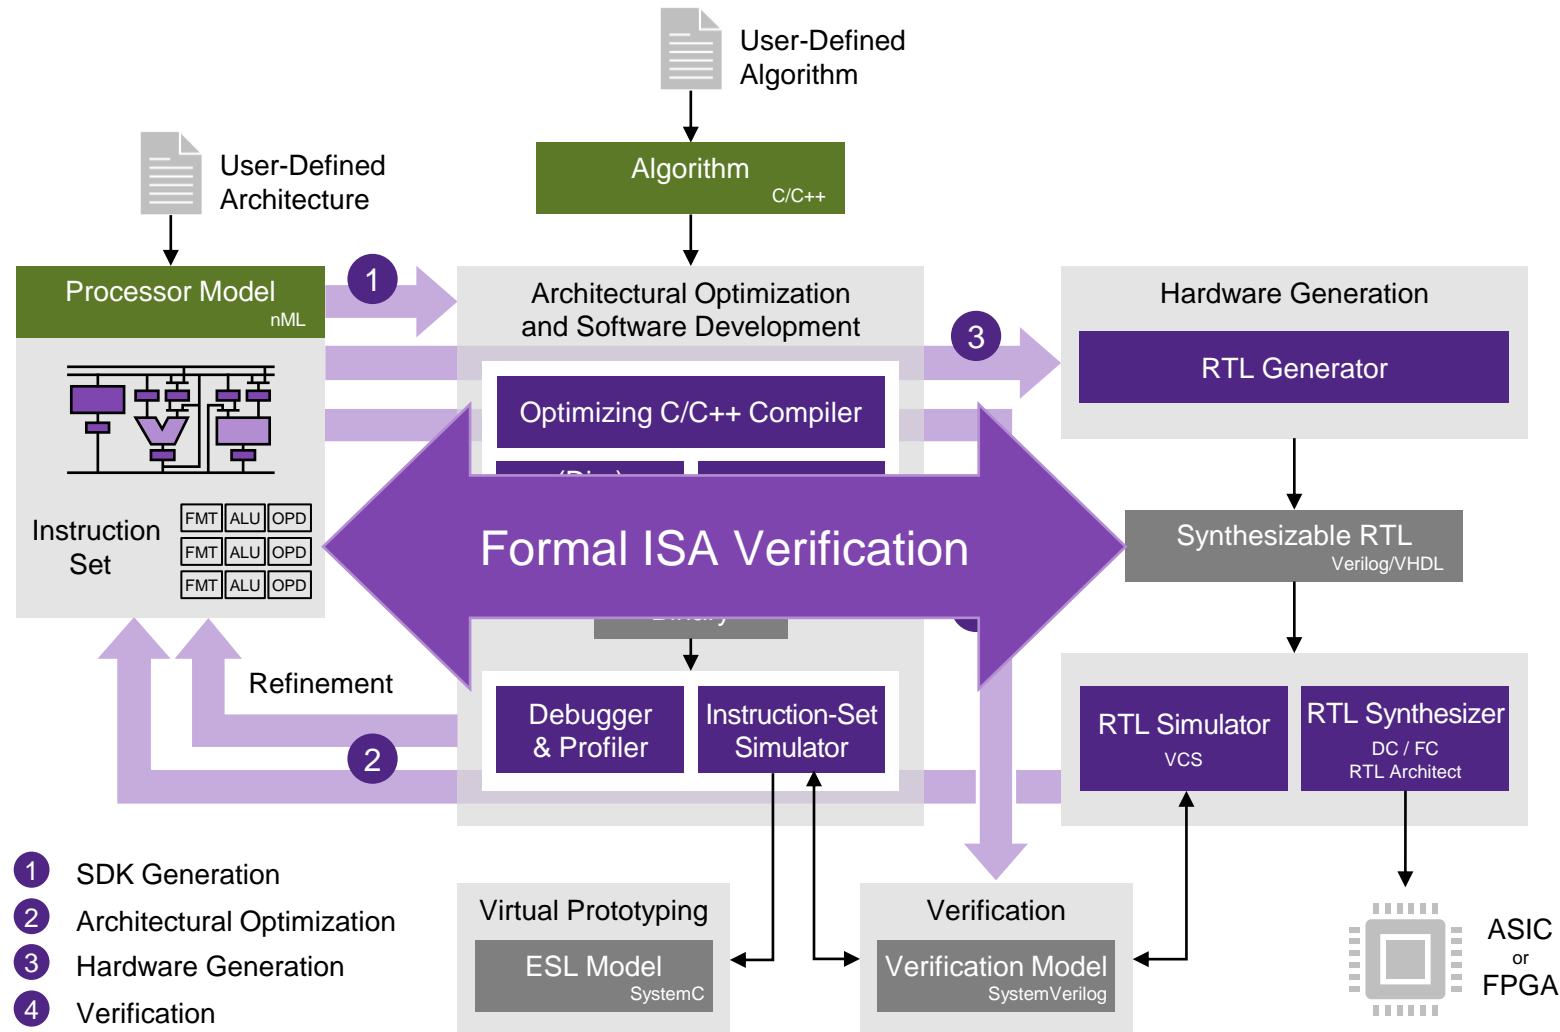 User-Defined
Algorithm
Algorithm
C/C++
User-Defined
Architecture
Processor Model
nML
1
Architectural Optimization
and Software Development
3
Hardware Generation
RTL Generator
Optimizing C/C++ Compiler
Instruction
Set
FMT ALU OPD
FMT ALU OPD
FMT ALU OPD
Formal ISA Verification
Synthesizable RTL
Verilog/VHDL
Binary
Refinement
2
Debugger
& Profiler
Instruction-Set
Simulator
RTL Simulator
VCS
RTL Synthesizer
DC / FC
RTL Architect
1 SDK Generation
2 Architectural Optimization
3 Hardware Generation
4 Verification
Virtual Prototyping
ESL Model
SystemC
Verification
Verification Model
SystemVerilog
ASIC
or
FPGA